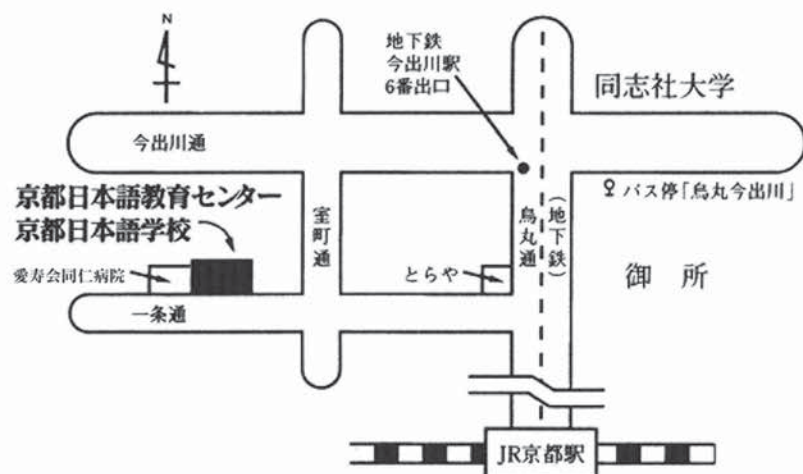 N
地下鉄
今出川駅
6番出口
同志社大学
今出川通
バス停「烏丸今出川」
京都日本語教育センター
京都日本語学校
室町通
烏丸通
(地下鉄)
愛寿会同仁病院
とらや
御所
一条通
JR京都駅